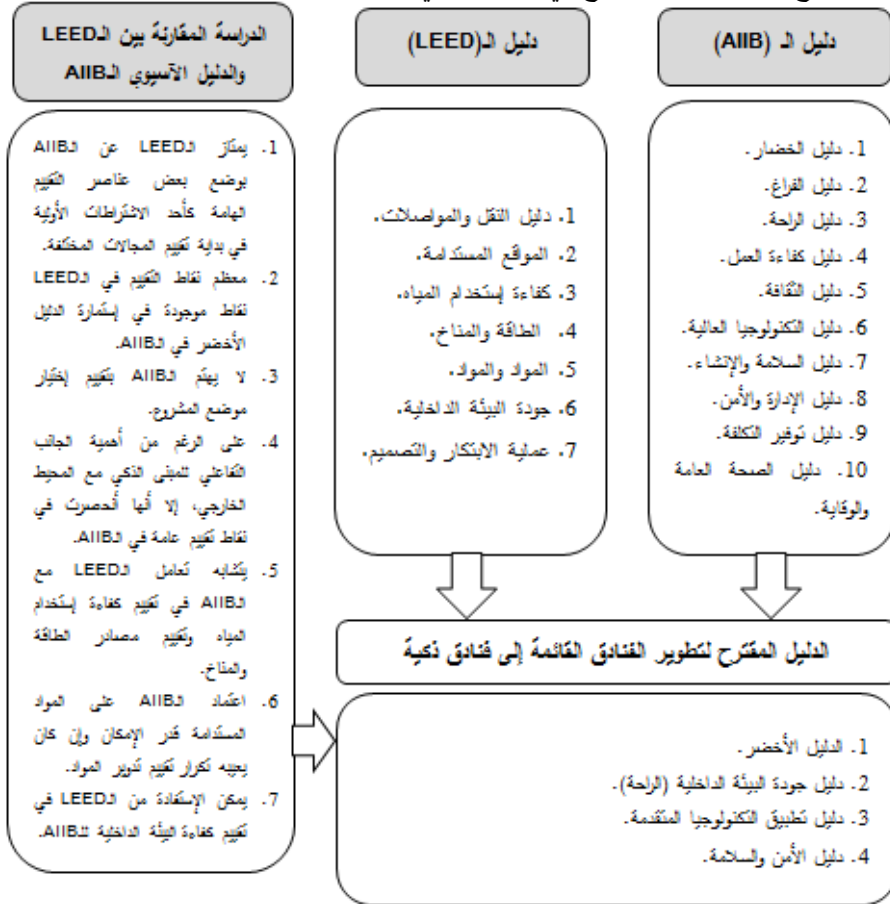 دليل الـ (AIIB)
1. دليل الخضار.
2. دليل الفراغ.
3. دليل الراحة.
4. دليل كفاءة العمل.
5. دليل الثقافة.
6. دليل التكنولوجيا العالية.
7. دليل السلامة والإنشاء.
8. دليل الإدارة والأمن.
9. دليل توفير التكلفة.
10. دليل الصحة العامة
والوقاية.
دليل الـ(LEED)
1. دليل النقل والمواصلات.
2. المواقع المستدامة.
3. كفاءة إستخدام المياه.
4. الطاقة والمناخ.
5. المواد والمواد.
6. جودة البيئة الداخلية.
7. عملية الابتكار والتصميم.
الدراسة المقارنة بين الـLEED
والدليل الآسيوي الـAIIB
1. يمتاز الـLEED عن الـAIIB
بوضع بعض عناصر التقييم
الهامة كأحد الاشتراطات الأولية
في بداية تقييم المجالات المختلفة.
2. معظم نقاط التقييم في الـLEED
نقاط موجودة في إستمارة الدليل
الأخضر في الـAIIB.
3. لا يهتم الـAIIB بتقييم إختيار
موضع المشروع.
4. على الرغم من أهمية الجانب
التفاعلي للمبنى الذكي مع المحيط
الخارجي، إلا أنها أنحصرت في
نقاط تقييم عامة في الـAIIB.
5. يتشابه تعامل الـLEED مع
الـAIIB في تقييم كفاءة إستخدام
المياه وتقييم مصادر الطاقة
والمناخ.
6. اعتماد الـAIIB على المواد
المستدامة قدر الإمكان وإن كان
يعيبه تكرار تقييم تدوير المواد.
7. يمكن الإستفادة من الـLEED في
تقييم كفاءة البيئة الداخلية للـAIIB.
الدليل المقترح لتطوير الفنادق القائمة إلى فنادق ذكية
1. الدليل الأخضر.
2. دليل جودة البيئة الداخلية (الراحة).
3. دليل تطبيق التكنولوجيا المتقدمة.
4. دليل الأمن والسلامة.